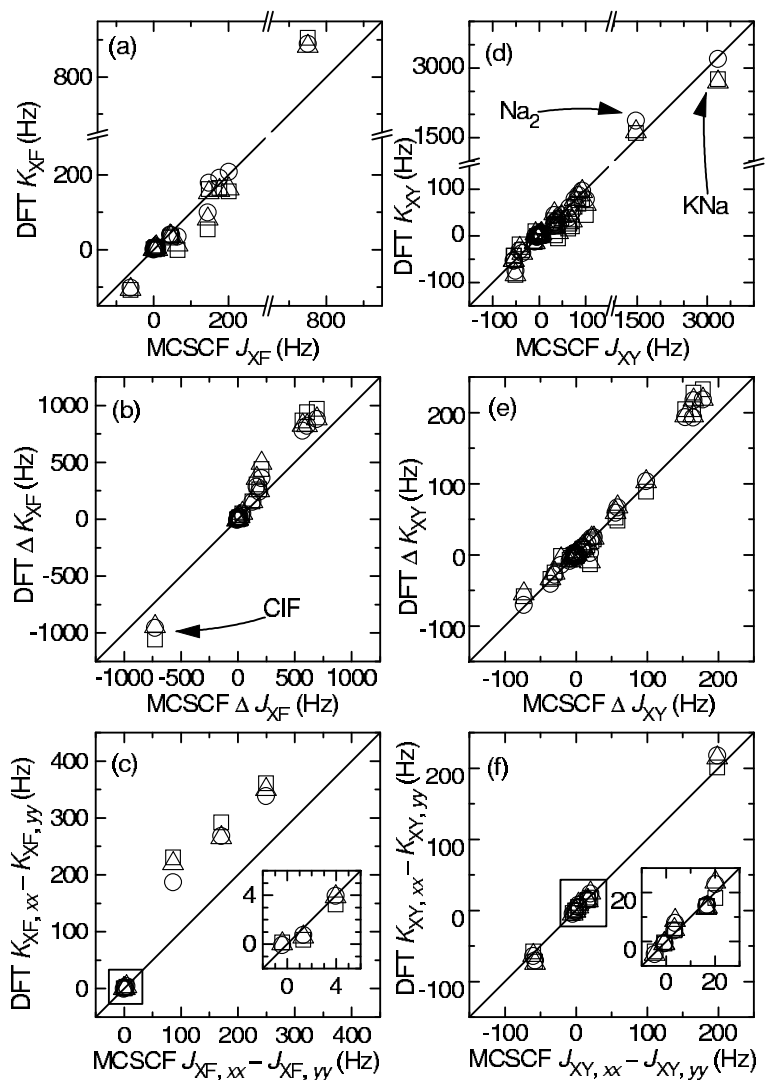 (a)
800
200
0
DFT K_XF (Hz)
0 200 800
MCSCF J_XF (Hz)
(d)
3000
1500
100
0
-100
DFT K_XY (Hz)
Na₂
KNa
-100 0 100 1500 3000
MCSCF J_XY (Hz)
(b)
1000
500
0
-500
-1000
DFT Δ K_XF (Hz)
ClF
-1000 -500 0 500 1000
MCSCF Δ J_XF (Hz)
(e)
200
100
0
-100
DFT Δ K_XY (Hz)
-100 0 100 200
MCSCF Δ J_XY (Hz)
(c)
400
300
200
100
0
DFT K_XF, xx – K_XF, yy (Hz)
4
0
0 4
0 100 200 300 400
MCSCF J_XF, xx – J_XF, yy (Hz)
(f)
200
100
0
-100
DFT K_XY, xx – K_XY, yy (Hz)
20
0
0 20
-100 0 100 200
MCSCF J_XY, xx – J_XY, yy (Hz)